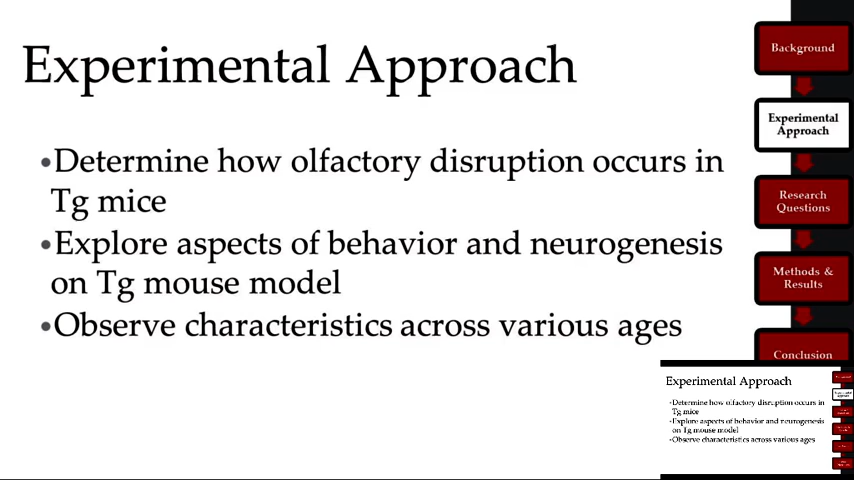 Experimental Approach
•Determine how olfactory disruption occurs in
Tg mice
•Explore aspects of behavior and neurogenesis
on Tg mouse model
•Observe characteristics across various ages
Background
Experimental
Approach
Research
Questions
Methods &
Results
Conclusion
Experimental Approach
•Determine how olfactory disruption occurs in
Tg mice
•Explore aspects of behavior and neurogenesis
on Tg mouse model
•Observe characteristics across various ages